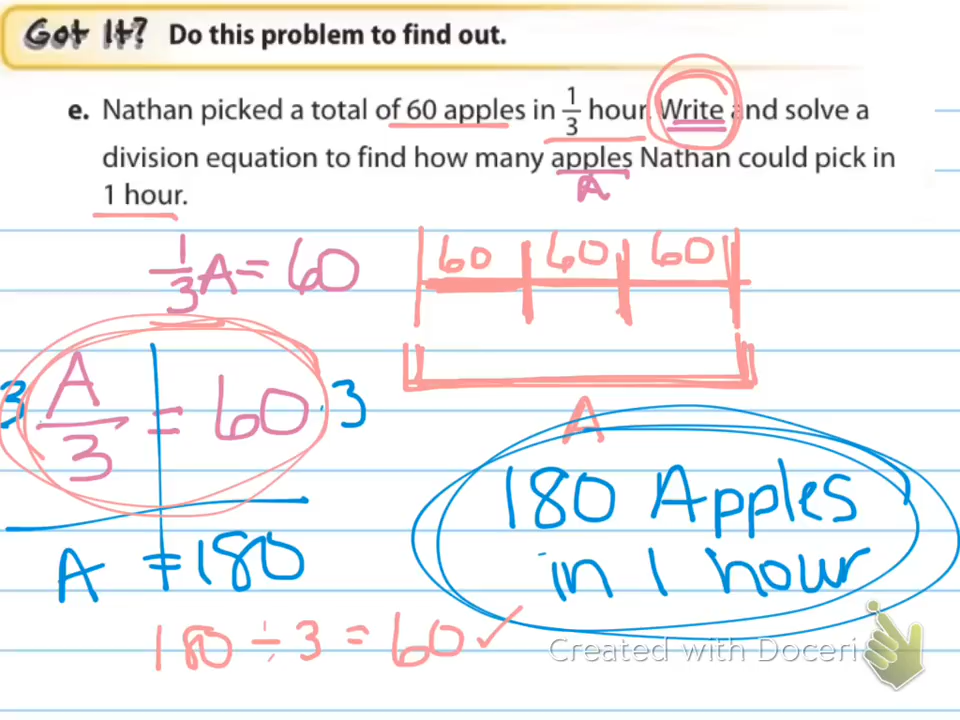 Got It? Do this problem to find out.
e. Nathan picked a total of 60 apples in 1/3 hour. Write and solve a
division equation to find how many apples Nathan could pick in
A
1 hour.
1/3 A = 60
60 60 60
3 · A/3 = 60 · 3
A
180 Apples
in 1 hour
A = 180
180 ÷ 3 = 60 ✓
Created with Doceri